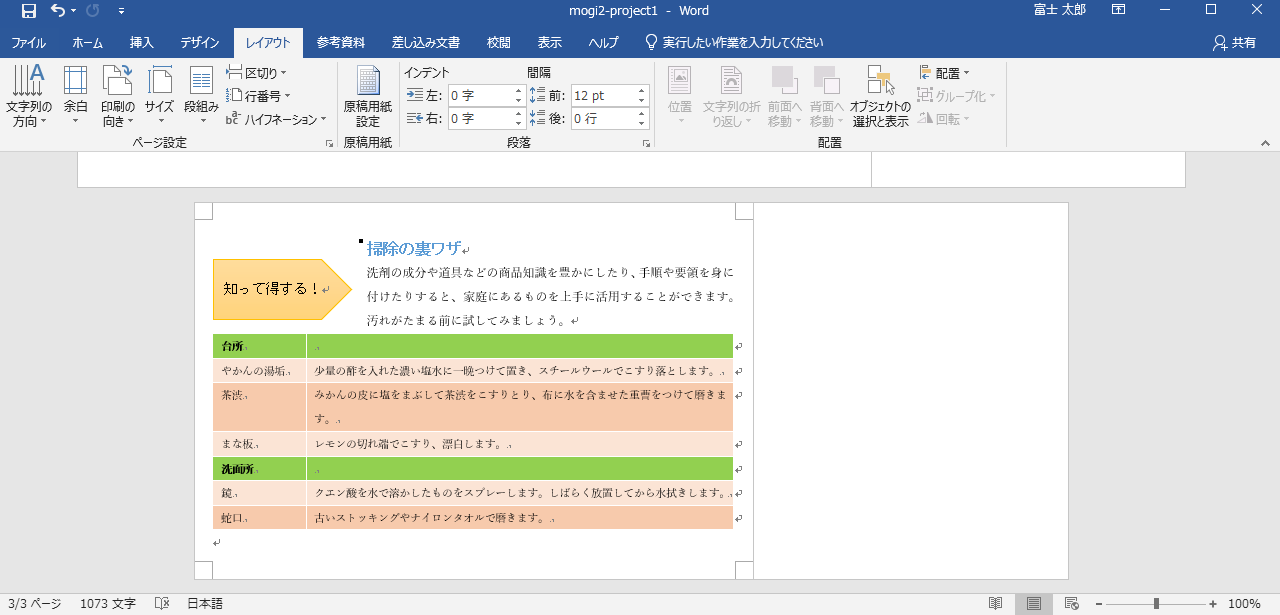 mogi2-project1 - Word
富士 太郎
ファイル ホーム 挿入 デザイン レイアウト 参考資料 差し込み文書 校閲 表示 ヘルプ 実行したい作業を入力してください 共有
文字列の方向
余白
印刷の向き
サイズ
段組み
区切り
行番号
ハイフネーション
ページ設定
原稿用紙設定
原稿用紙
インデント
左: 0 字
右: 0 字
間隔
前: 12 pt
後: 0 行
段落
位置
文字列の折り返し
前面へ移動
背面へ移動
オブジェクトの選択と表示
配置
グループ化
回転
配置
知って得する！
掃除の裏ワザ
洗剤の成分や道具などの商品知識を豊かにしたり、手順や要領を身に
付けたりすると、家庭にあるものを上手に活用することができます。
汚れがたまる前に試してみましょう。
台所
やかんの湯垢 少量の酢を入れた濃い塩水に一晩つけて置き、スチールウールでこすり落とします。
茶渋 みかんの皮に塩をまぶして茶渋をこすりとり、布に水を含ませた重曹をつけて磨きま
す。
まな板 レモンの切れ端でこすり、漂白します。
洗面所
鏡 クエン酸を水で溶かしたものをスプレーします。しばらく放置してから水拭きします。
蛇口 古いストッキングやナイロンタオルで磨きます。
3/3 ページ 1073 文字 日本語 100%